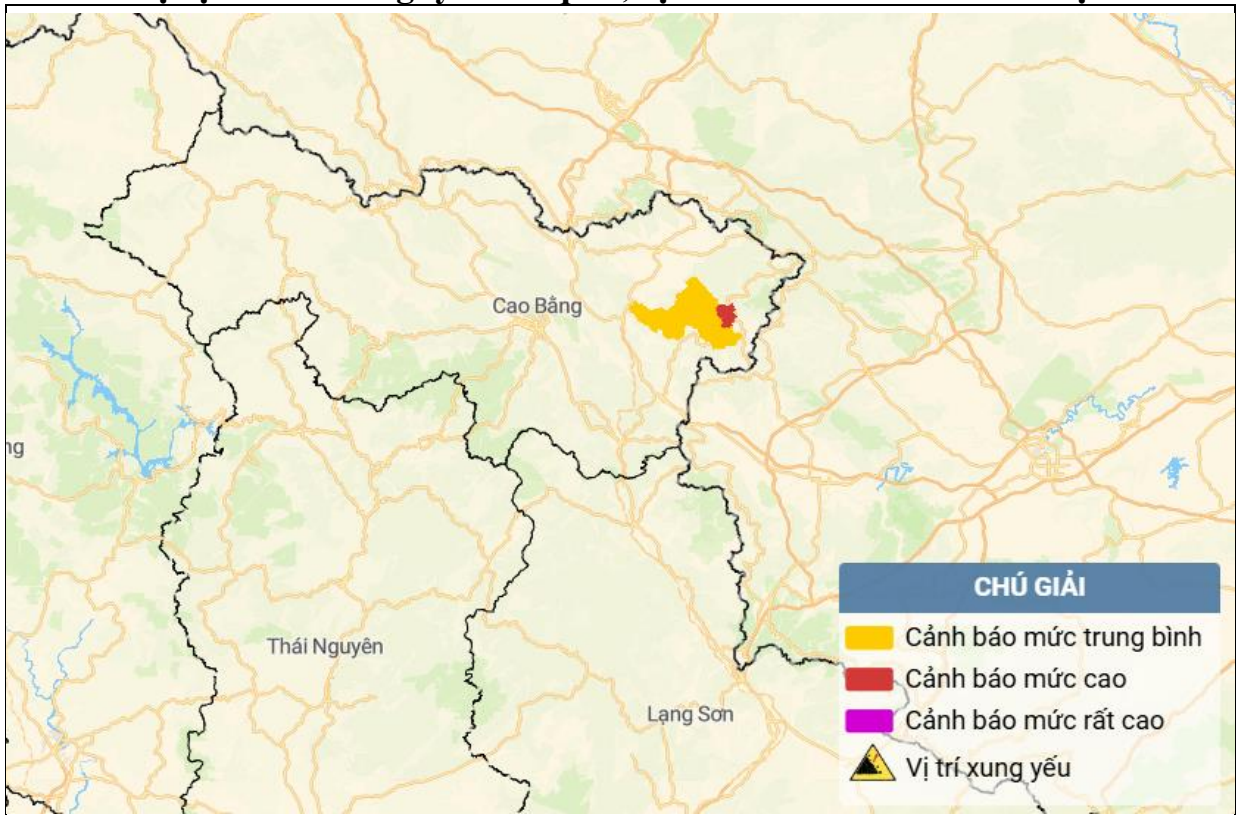 Cao Bằng
ng
Thái Nguyên
Lạng Sơn
CHÚ GIẢI
Cảnh báo mức trung bình
Cảnh báo mức cao
Cảnh báo mức rất cao
Vị trí xung yếu